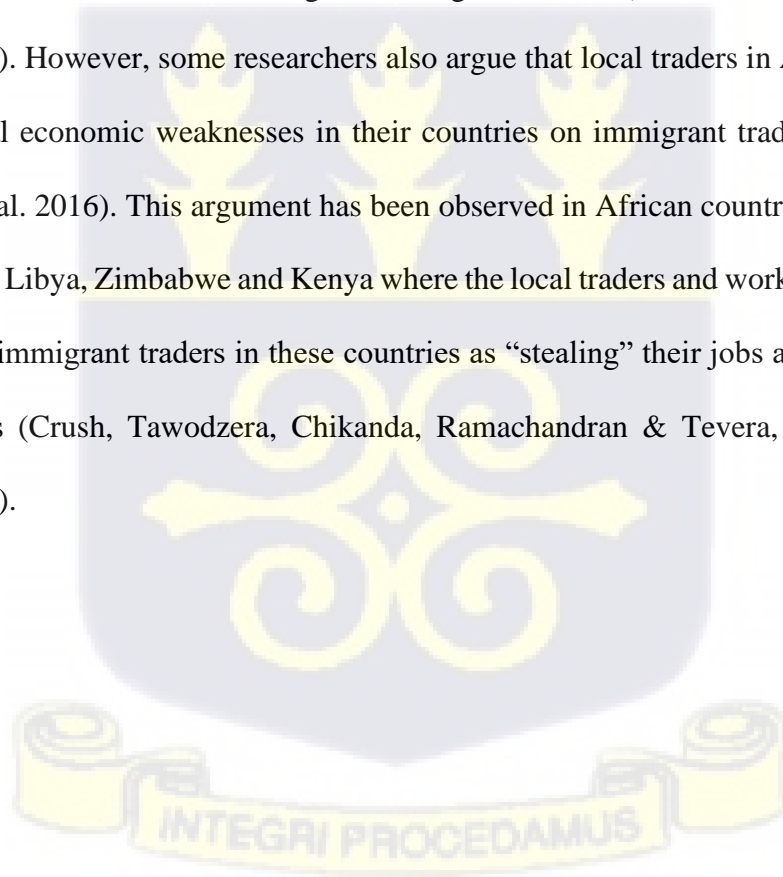 ). However, some researchers also argue that local traders in
l economic weaknesses in their countries on immigrant trad
al. 2016). This argument has been observed in African countr
Libya, Zimbabwe and Kenya where the local traders and work
immigrant traders in these countries as “stealing” their jobs a
s (Crush, Tawodzera, Chikanda, Ramachandran & Tevera,
).
INTEGRI PROCEDAMUS